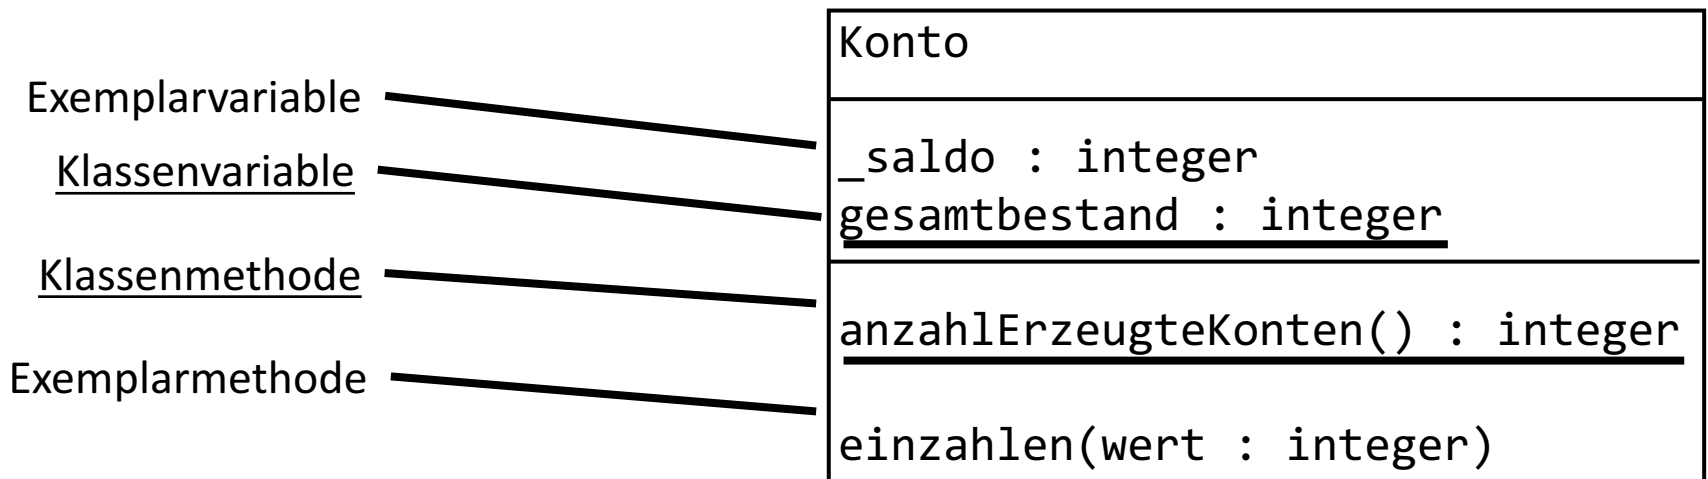 Konto
Exemplarvariable
_saldo : integer
Klassenvariable
gesamtbestand : integer
Klassenmethode
anzahlErzeugteKonten() : integer
Exemplarmethode
einzahlen(wert : integer)